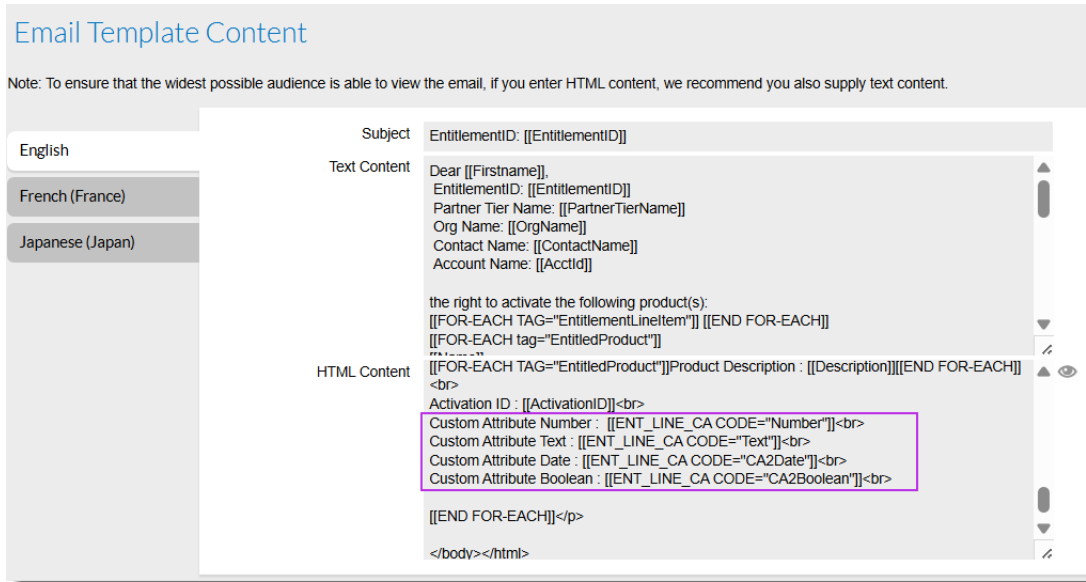 Email Template Content
Note: To ensure that the widest possible audience is able to view the email, if you enter HTML content, we recommend you also supply text content.
English
French (France)
Japanese (Japan)
Subject
EntitlementID: [[EntitlementID]]
Text Content
Dear [[Firstname]],
EntitlementID: [[EntitlementID]]
Partner Tier Name: [[PartnerTierName]]
Org Name: [[OrgName]]
Contact Name: [[ContactName]]
Account Name: [[AcctId]]
the right to activate the following product(s):
[[FOR-EACH TAG="EntitlementLineItem"]] [[END FOR-EACH]]
[[FOR-EACH tag="EntitledProduct"]]
HTML Content
[[FOR-EACH TAG="EntitledProduct"]]Product Description : [[Description]][[END FOR-EACH]]
<br>
Activation ID : [[ActivationID]]<br>
Custom Attribute Number :  [[ENT_LINE_CA CODE="Number"]]<br>
Custom Attribute Text : [[ENT_LINE_CA CODE="Text"]]<br>
Custom Attribute Date : [[ENT_LINE_CA CODE="CA2Date"]]<br>
Custom Attribute Boolean : [[ENT_LINE_CA CODE="CA2Boolean"]]<br>
[[END FOR-EACH]]</p>
</body></html>